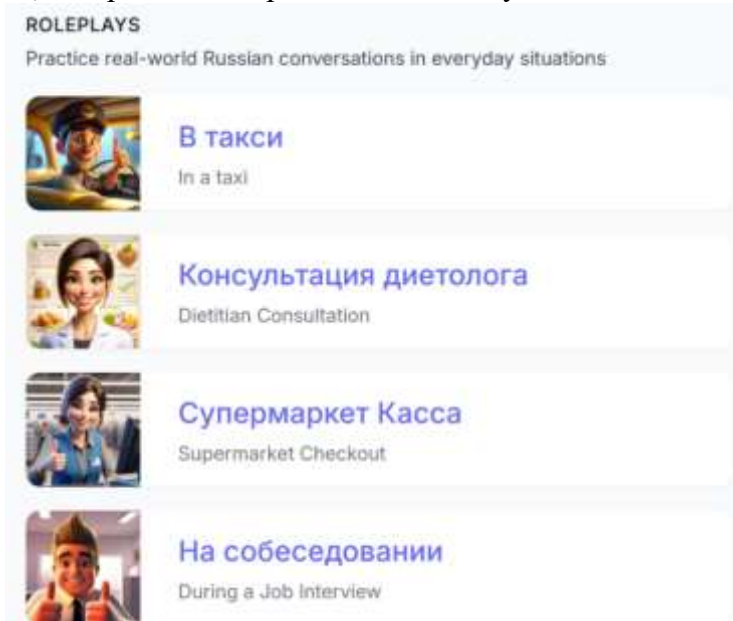 ROLEPLAYS
Practice real-world Russian conversations in everyday situations
В такси
In a taxi
Консультация диетолога
Dietitian Consultation
Супермаркет Касса
Supermarket Checkout
На собеседовании
During a Job Interview